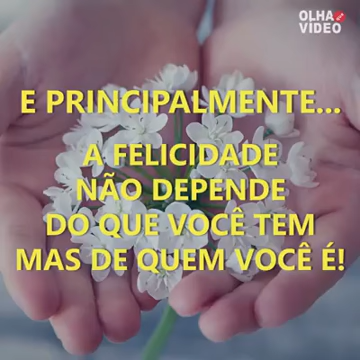 OLHA
VIDEO
E PRINCIPALMENTE...
A FELICIDADE
NÃO DEPENDE
DO QUE VOCÊ TEM
MAS DE QUEM VOCÊ É!